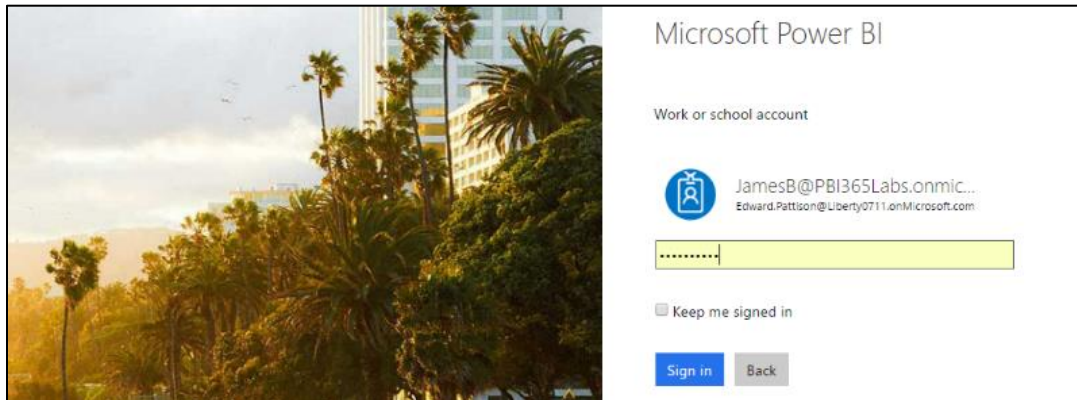 Microsoft Power BI
Work or school account
JamesB@PBI365Labs.onmic...
Edward.Pattison@Liberty0711.onMicrosoft.com
••••••••••
Keep me signed in
Sign in
Back